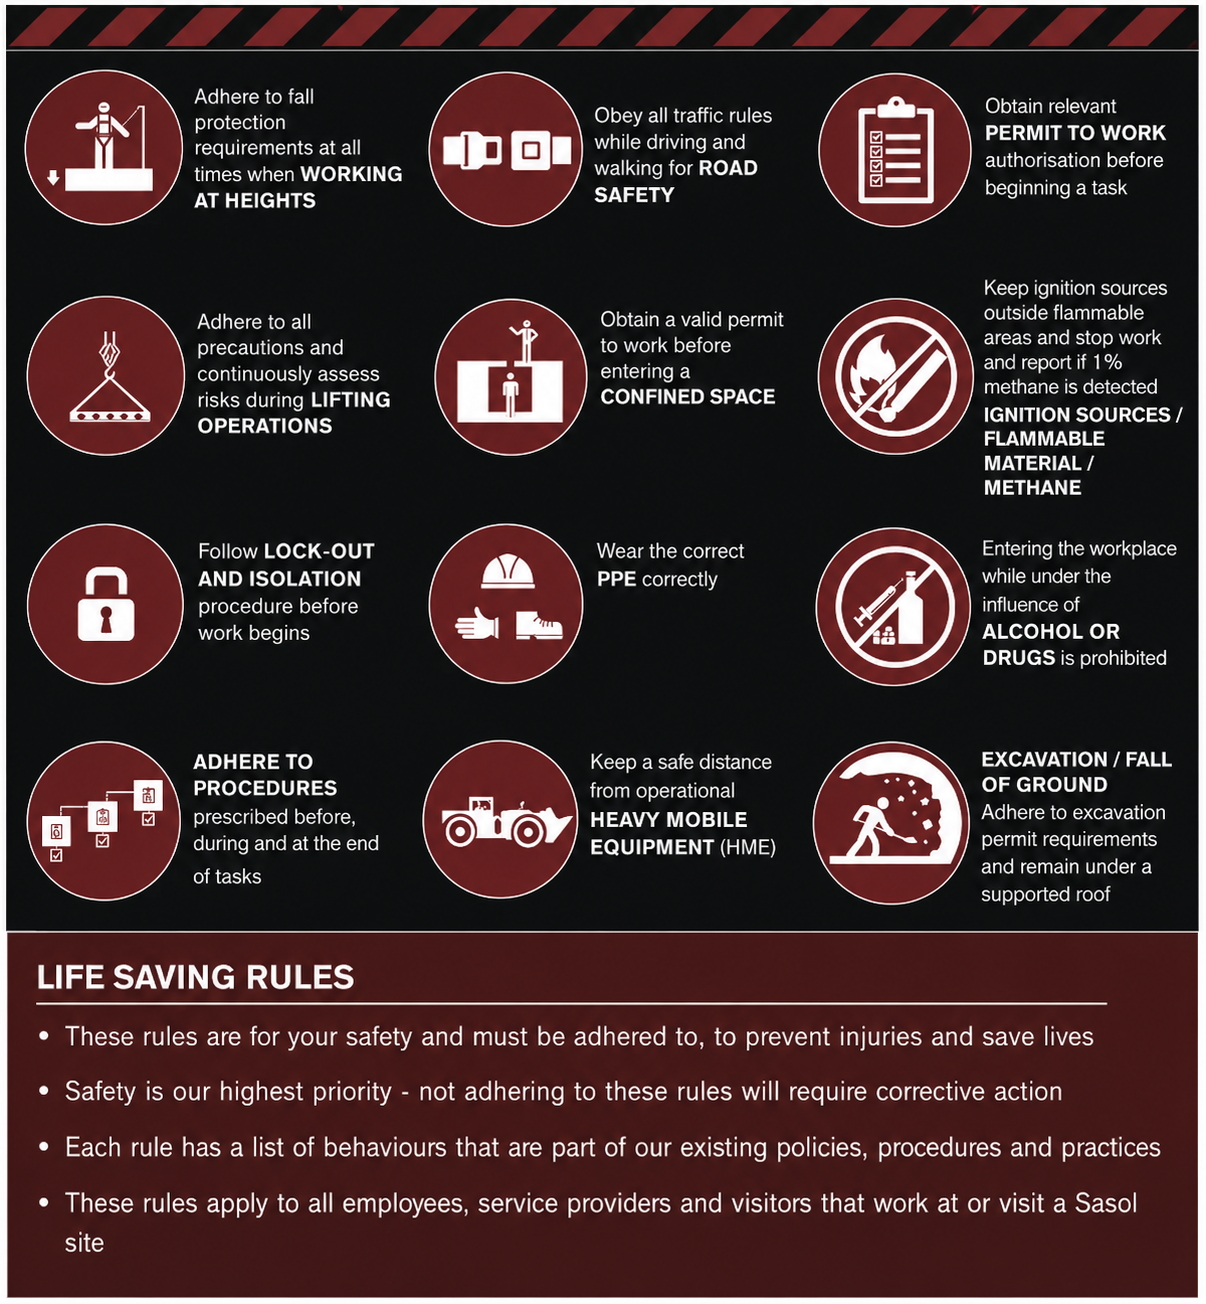 Adhere to fall
protection
requirements at all
times when WORKING
AT HEIGHTS
Obey all traffic rules
while driving and
walking for ROAD
SAFETY
Obtain relevant
PERMIT TO WORK
authorisation before
beginning a task
Adhere to all
precautions and
continuously assess
risks during LIFTING
OPERATIONS
Obtain a valid permit
to work before
entering a
CONFINED SPACE
Keep ignition sources
outside flammable
areas and stop work
and report if 1%
methane is detected
IGNITION SOURCES /
FLAMMABLE
MATERIAL /
METHANE
Follow LOCK-OUT
AND ISOLATION
procedure before
work begins
Wear the correct
PPE correctly
Entering the workplace
while under the
influence of
ALCOHOL OR
DRUGS is prohibited
ADHERE TO
PROCEDURES
prescribed before,
during and at the end
of tasks
Keep a safe distance
from operational
HEAVY MOBILE
EQUIPMENT (HME)
EXCAVATION / FALL
OF GROUND
Adhere to excavation
permit requirements
and remain under a
supported roof
LIFE SAVING RULES
• These rules are for your safety and must be adhered to, to prevent injuries and save lives
• Safety is our highest priority - not adhering to these rules will require corrective action
• Each rule has a list of behaviours that are part of our existing policies, procedures and practices
• These rules apply to all employees, service providers and visitors that work at or visit a Sasol
site